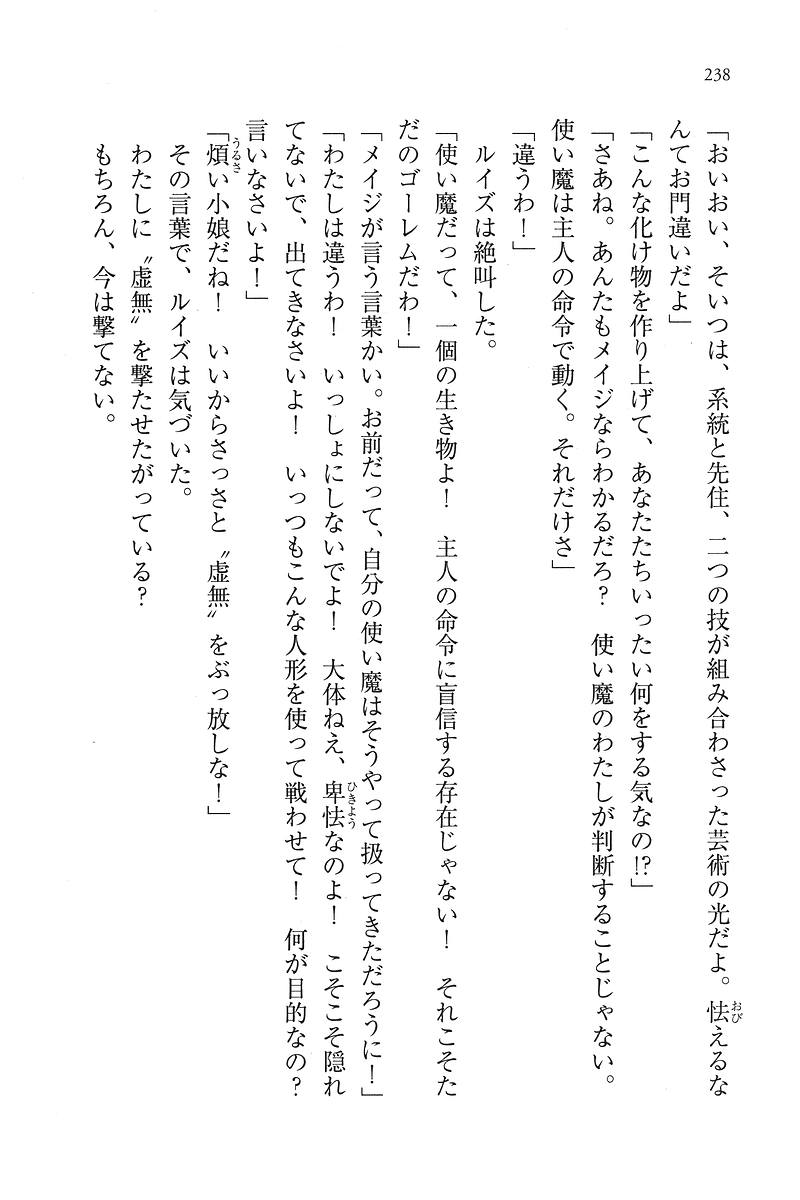 238
「おいおい、そいつは、系統と先住、二つの技が組み合わさった芸術の光だよ。怯えるな
んてお門違いだよ」
「こんな化け物を作り上げて、あなたたちいったい何をする気なの!?」
「さあね。あんたもメイジならわかるだろ？　使い魔のわたしが判断することじゃない。
使い魔は主人の命令で動く。それだけさ」
「違うわ！」
　ルイズは絶叫した。
「使い魔だって、一個の生き物よ！　主人の命令に盲信する存在じゃない！　それこそた
だのゴーレムだわ！」
「メイジが言う言葉かい。お前だって、自分の使い魔はそうやって扱ってきただろうに！」
「わたしは違うわ！　いっしょにしないでよ！　大体ねえ、卑怯なのよ！　こそこそ隠れ
てないで、出てきなさいよ！　いっつもこんな人形を使って戦わせて！　何が目的なの？
言いなさいよ！」
「煩い小娘だね！　いいからさっさと〝虚無〟をぶっ放しな！」
　その言葉で、ルイズは気づいた。
　わたしに〝虚無〟を撃たせたがっている？
　もちろん、今は撃てない。
おび
ひきよう
うるさ